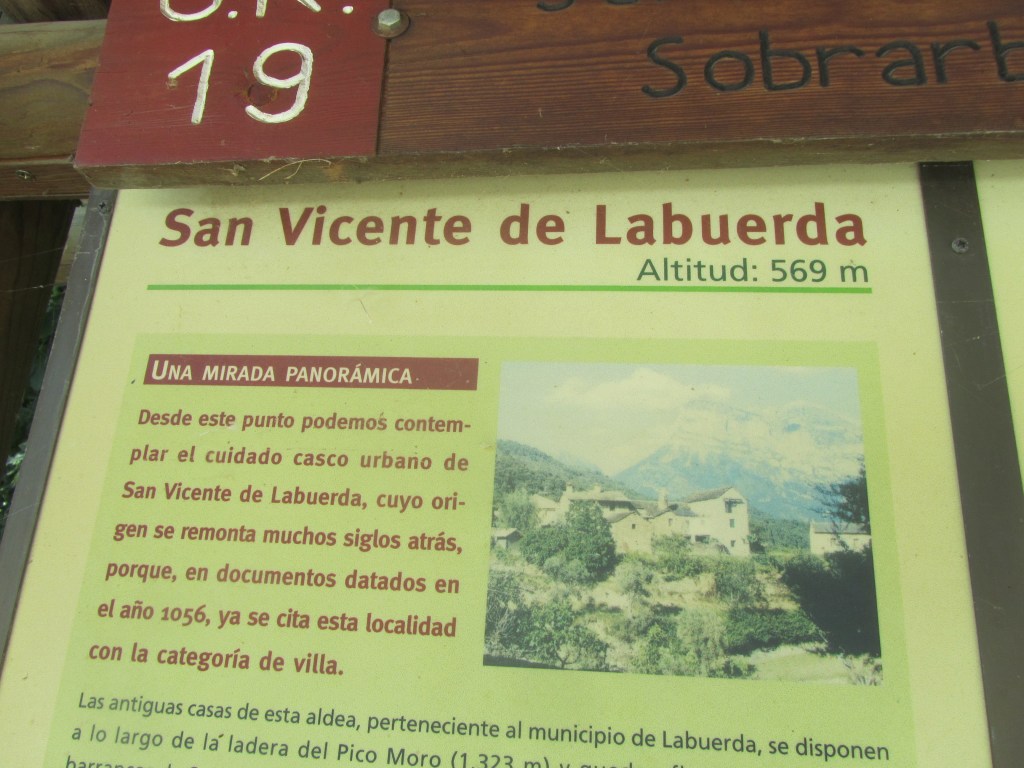 G.R.
19
Sobrarb
San Vicente de Labuerda
Altitud: 569 m
UNA MIRADA PANORÁMICA
Desde este punto podemos contem-
plar el cuidado casco urbano de
San Vicente de Labuerda, cuyo ori-
gen se remonta muchos siglos atrás,
porque, en documentos datados en
el año 1056, ya se cita esta localidad
con la categoría de villa.
Las antiguas casas de esta aldea, perteneciente al municipio de Labuerda, se disponen
a lo largo de la ladera del Pico Moro (1.323 m) y